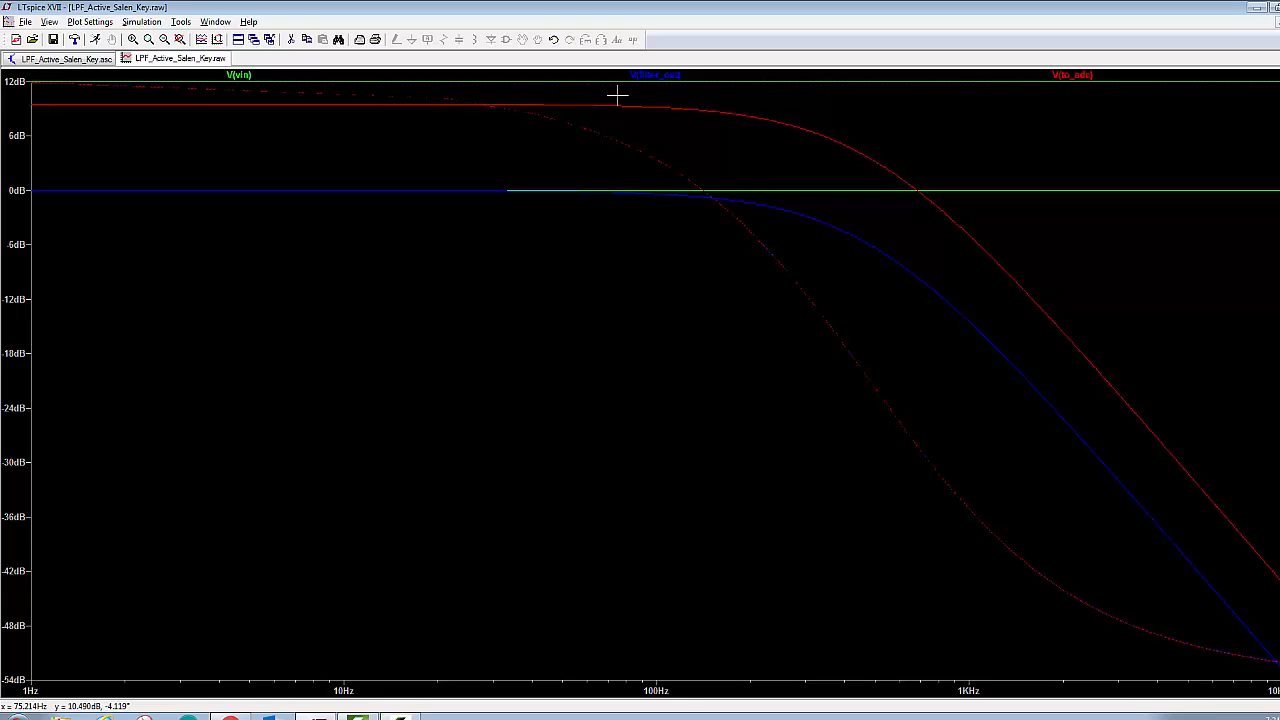 LTspice XVII - [LPF_Active_Salen_Key.raw]
File View Plot Settings Simulation Tools Window Help
LPF_Active_Salen_Key.asc LPF_Active_Salen_Key.raw
V(vin) V(filter_out) V(to_adc)
12dB
6dB
0dB
-6dB
-12dB
-18dB
-24dB
-30dB
-36dB
-42dB
-48dB
-54dB
1Hz 10Hz 100Hz 1KHz
x = 75.214Hz y = 10.490dB, -4.119°